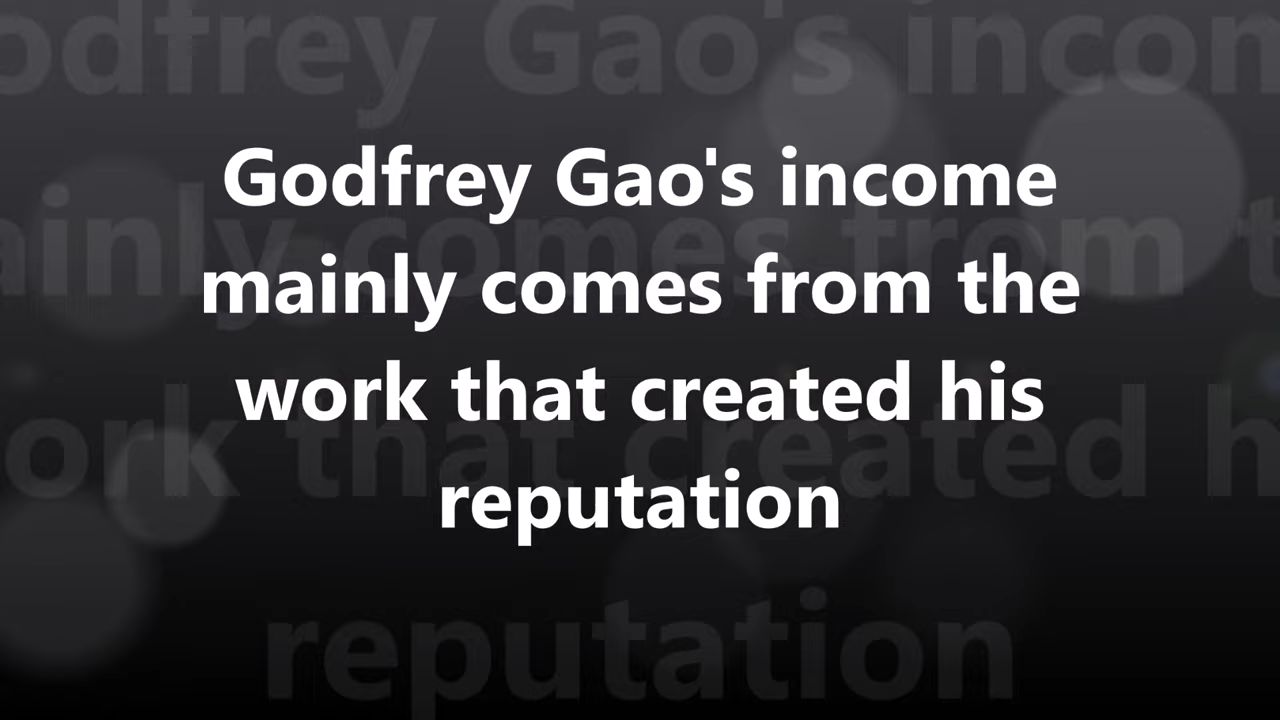 Godfrey Gao's income
mainly comes from the
work that created his
reputation